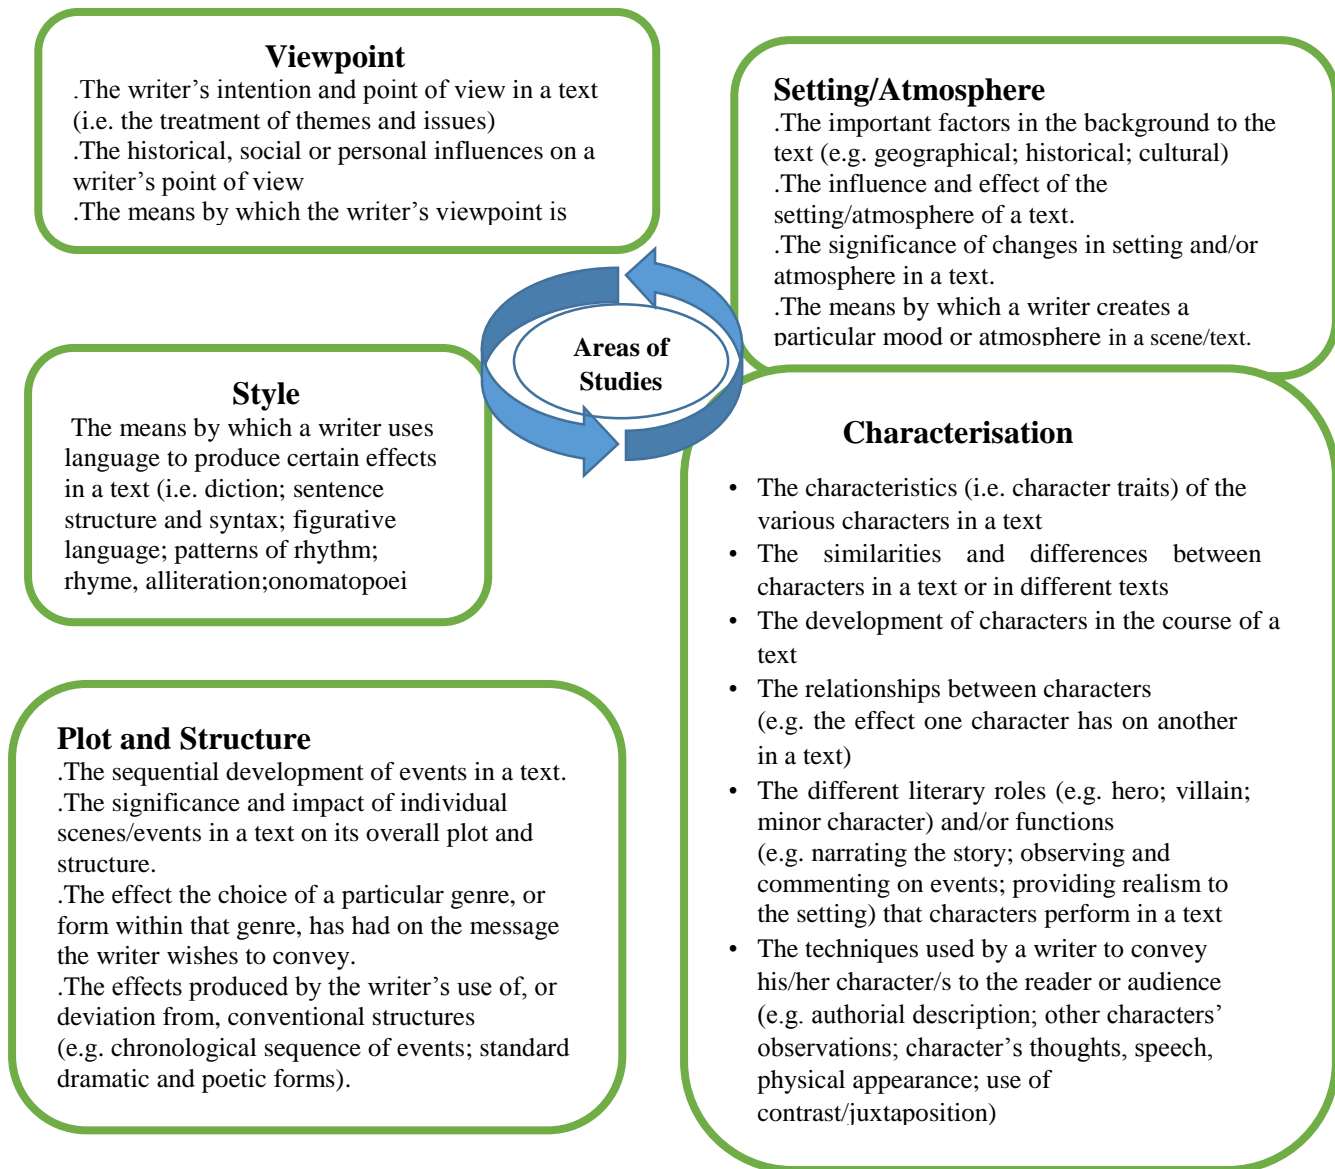 Viewpoint
.The writer’s intention and point of view in a text
(i.e. the treatment of themes and issues)
.The historical, social or personal influences on a
writer’s point of view
.The means by which the writer’s viewpoint is
Setting/Atmosphere
.The important factors in the background to the
text (e.g. geographical; historical; cultural)
.The influence and effect of the
setting/atmosphere of a text.
.The significance of changes in setting and/or
atmosphere in a text.
.The means by which a writer creates a
particular mood or atmosphere in a scene/text.
Areas of
Studies
Style
The means by which a writer uses
language to produce certain effects
in a text (i.e. diction; sentence
structure and syntax; figurative
language; patterns of rhythm;
rhyme, alliteration;onomatopoei
Characterisation
• The characteristics (i.e. character traits) of the
various characters in a text
• The similarities and differences between
characters in a text or in different texts
• The development of characters in the course of a
text
• The relationships between characters
(e.g. the effect one character has on another
in a text)
• The different literary roles (e.g. hero; villain;
minor character) and/or functions
(e.g. narrating the story; observing and
commenting on events; providing realism to
the setting) that characters perform in a text
• The techniques used by a writer to convey
his/her character/s to the reader or audience
(e.g. authorial description; other characters’
observations; character’s thoughts, speech,
physical appearance; use of
contrast/juxtaposition)
Plot and Structure
.The sequential development of events in a text.
.The significance and impact of individual
scenes/events in a text on its overall plot and
structure.
.The effect the choice of a particular genre, or
form within that genre, has had on the message
the writer wishes to convey.
.The effects produced by the writer’s use of, or
deviation from, conventional structures
(e.g. chronological sequence of events; standard
dramatic and poetic forms).